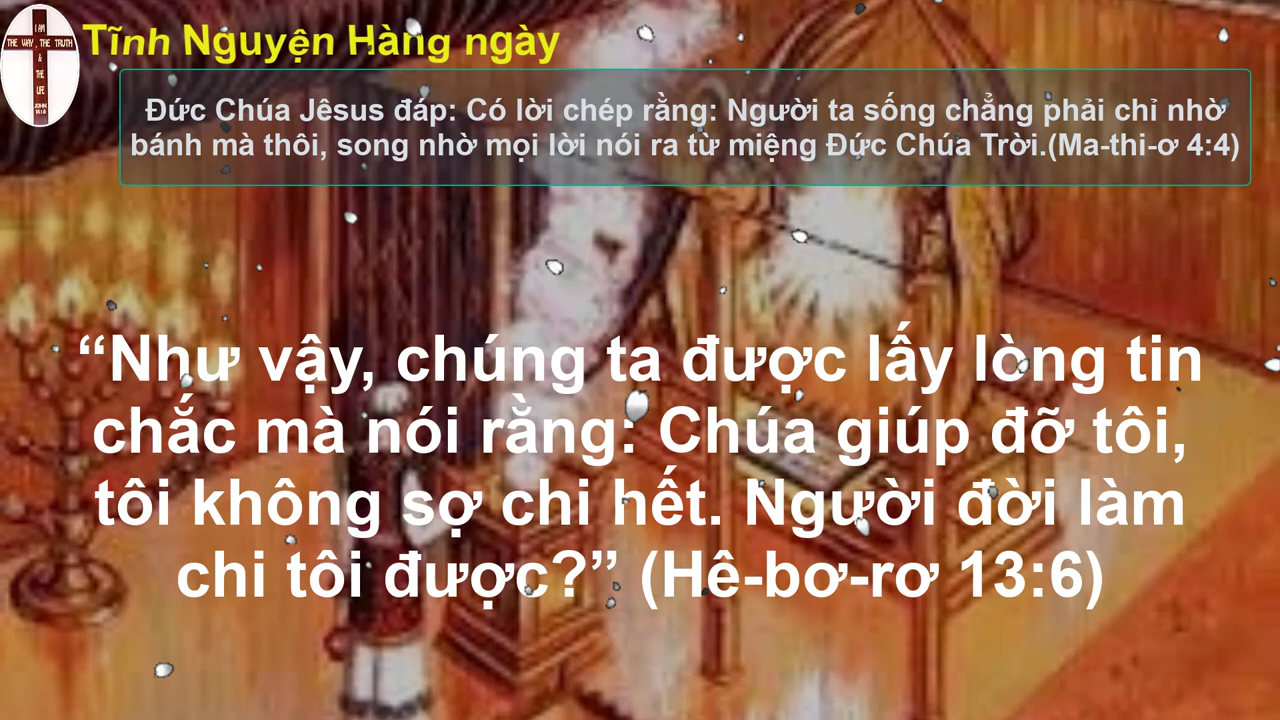 I AM
THE WAY, THE TRUTH
&
THE
LIFE
JOHN
14:6
Tĩnh Nguyện Hàng ngày
Đức Chúa Jêsus đáp: Có lời chép rằng: Người ta sống chẳng phải chỉ nhờ
bánh mà thôi, song nhờ mọi lời nói ra từ miệng Đức Chúa Trời.(Ma-thi-ơ 4:4)
“Như vậy, chúng ta được lấy lòng tin
chắc mà nói rằng: Chúa giúp đỡ tôi,
tôi không sợ chi hết. Người đời làm
chi tôi được?” (Hê-bơ-rơ 13:6)